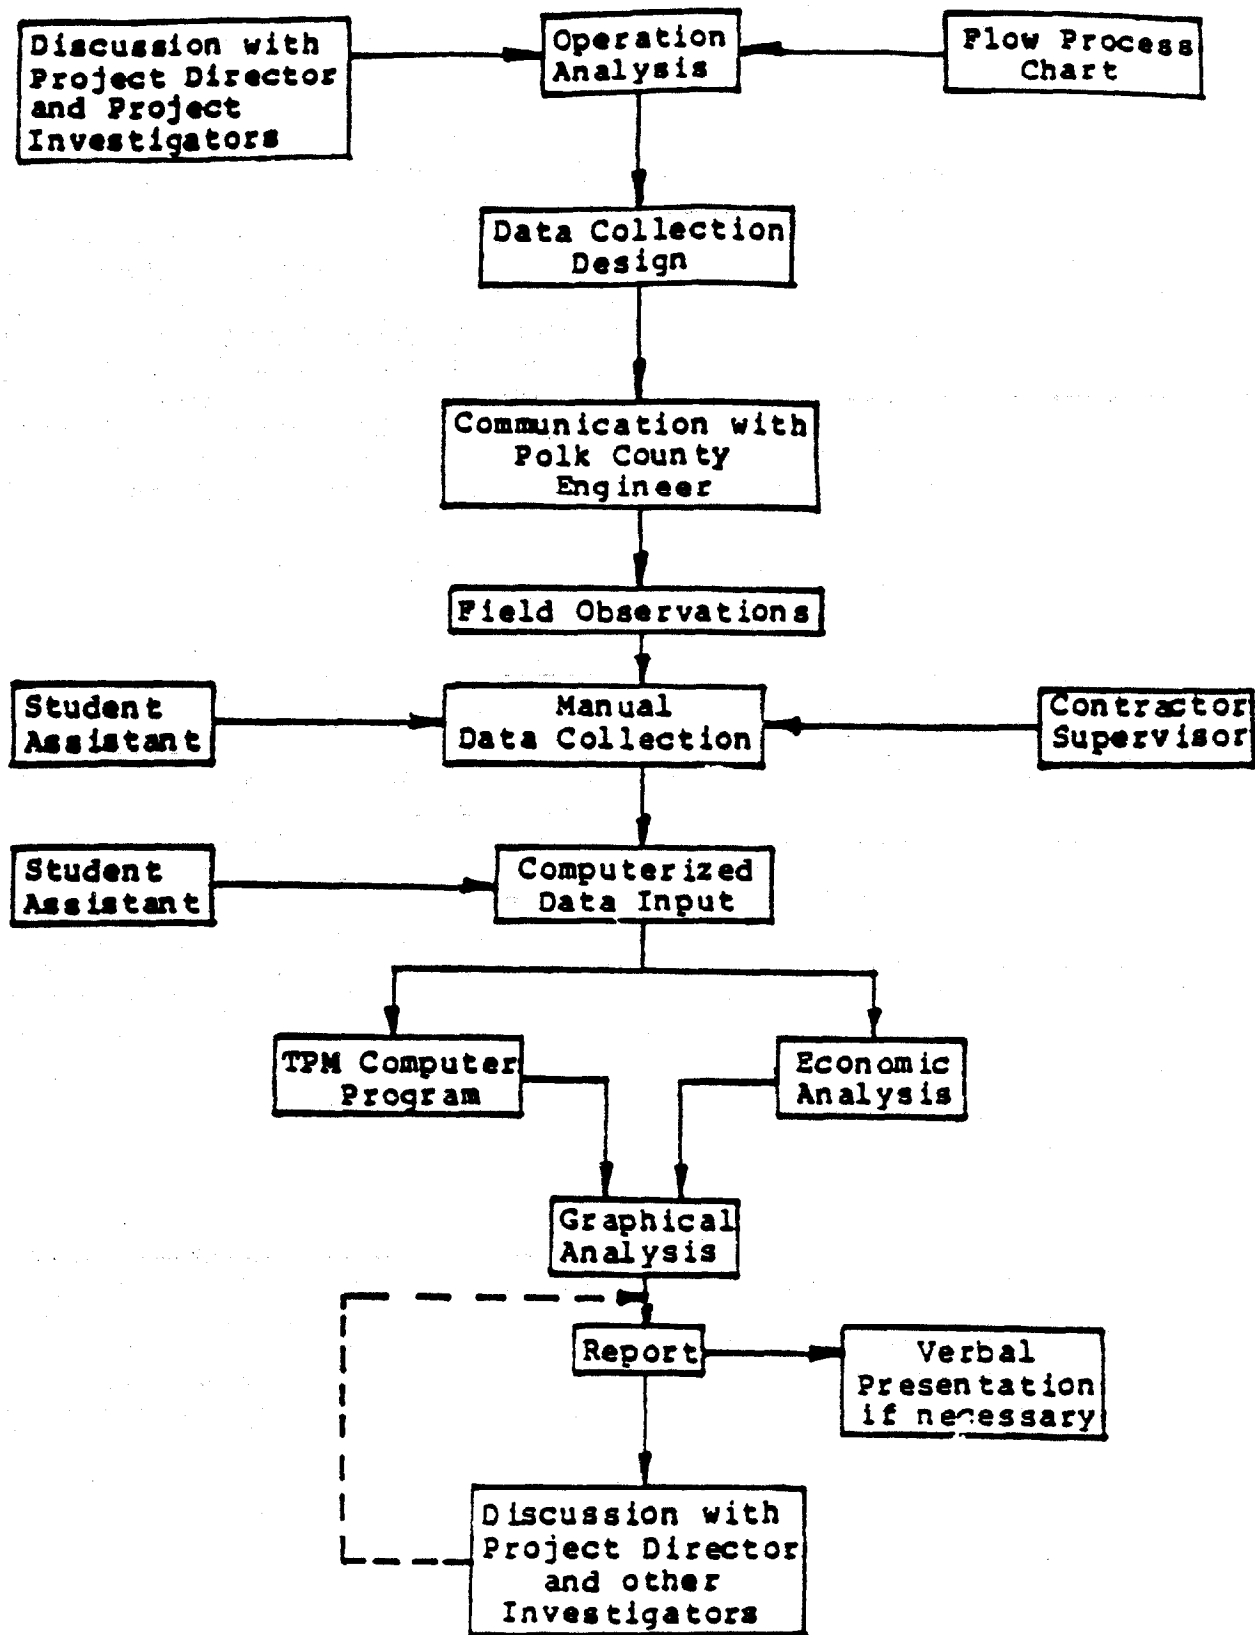 Discussion with
Project Director
and Project
Investigators
Operation
Analysis
Flow Process
Chart
Data Collection
Design
Communication with
Polk County
Engineer
Field Observations
Student
Assistant
Manual
Data Collection
Contractor
Supervisor
Student
Assistant
Computerized
Data Input
TPM Computer
Program
Economic
Analysis
Graphical
Analysis
Report
Verbal
Presentation
if necessary
Discussion with
Project Director
and other
Investigators